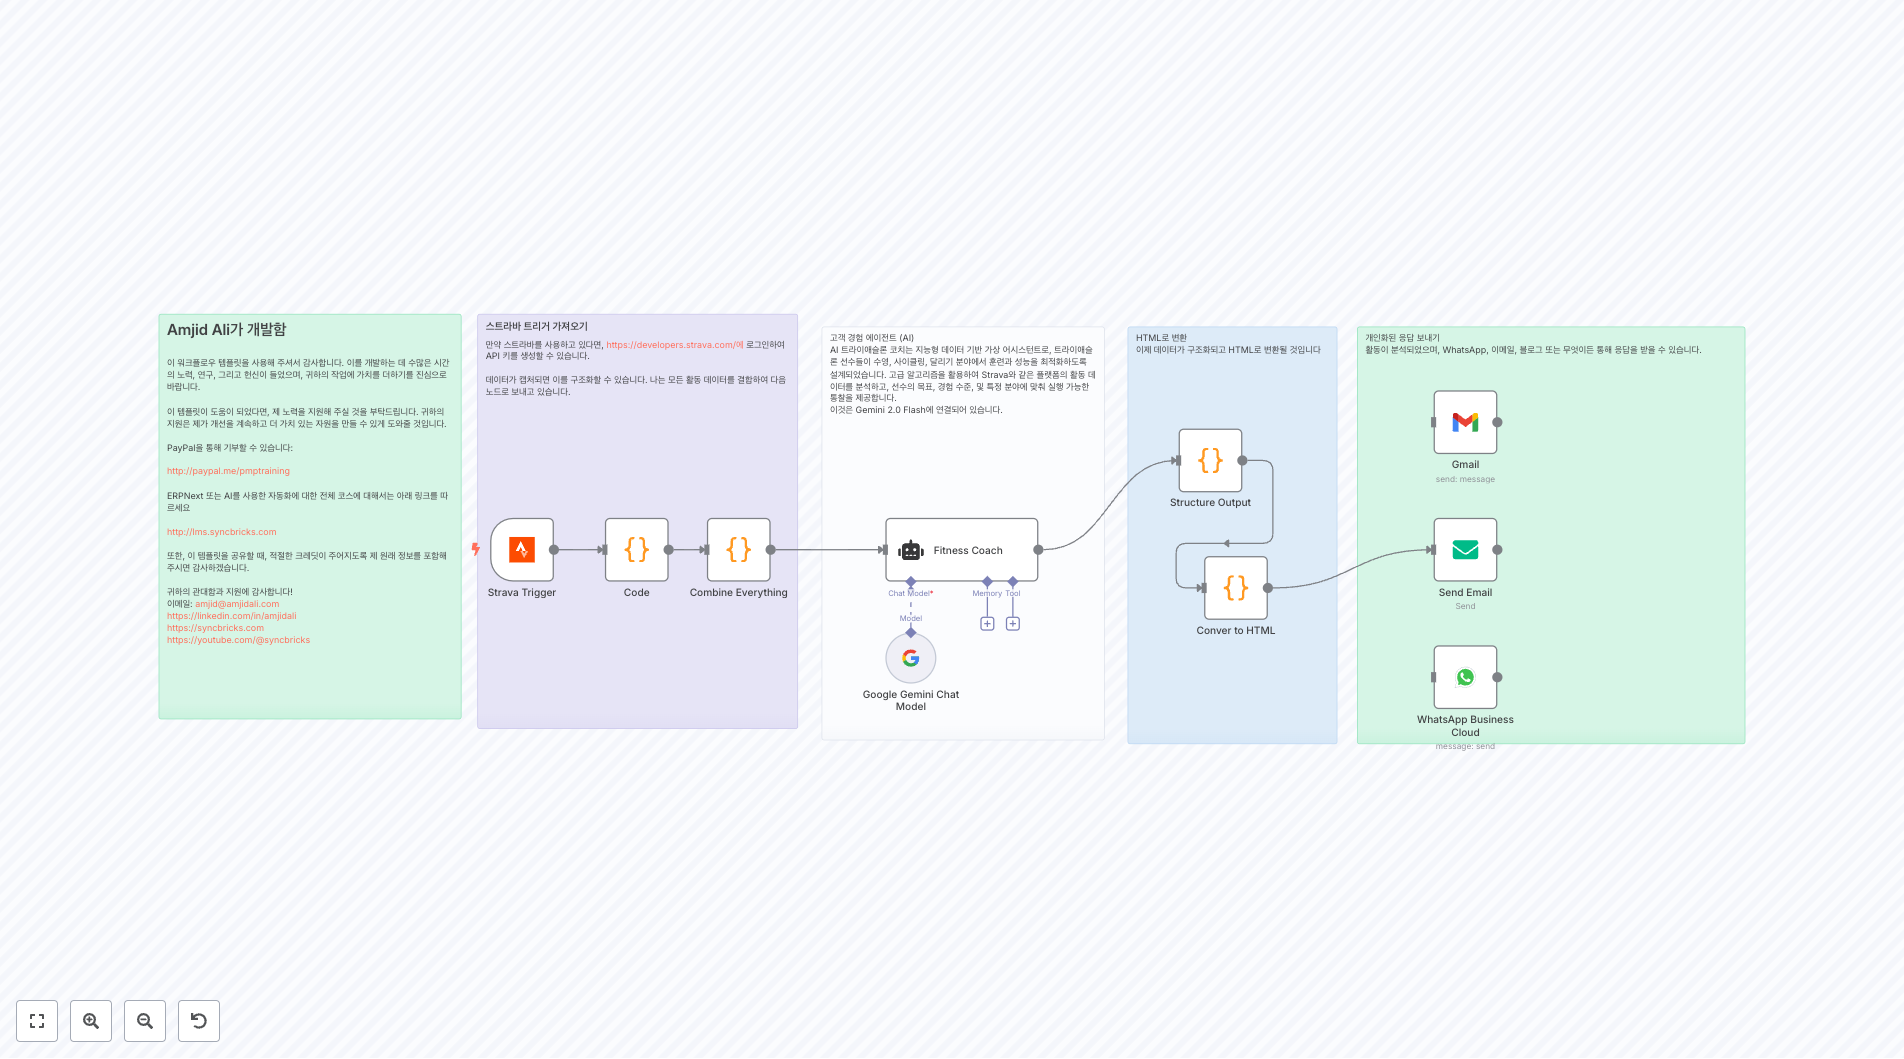 Amjid Ali가 개발함
이 워크플로우 템플릿을 사용해 주셔서 감사합니다. 이를 개발하는 데 수많은 시간
의 노력, 연구, 그리고 헌신이 들었으며, 귀하의 작업에 가치를 더하기를 진심으로
바랍니다.
이 템플릿이 도움이 되었다면, 제 노력을 지원해 주실 것을 부탁드립니다. 귀하의
지원은 제가 개선을 계속하고 더 가치 있는 자원을 만들 수 있게 도와줄 것입니다.
PayPal을 통해 기부할 수 있습니다:
http://paypal.me/pmptraining
ERPNext 또는 AI를 사용한 자동화에 대한 전체 코스에 대해서는 아래 링크를 따
르세요
http://lms.syncbricks.com
또한, 이 템플릿을 공유할 때, 적절한 크레딧이 주어지도록 제 원래 정보를 포함해
주시면 감사하겠습니다.
귀하의 관대함과 지원에 감사합니다!
이메일: amjid@amjidali.com
https://linkedin.com/in/amjidali
https://syncbricks.com
https://youtube.com/@syncbricks
스트라바 트리거 가져오기
만약 스트라바를 사용하고 있다면, https://developers.strava.com/에 로그인하여
API 키를 생성할 수 있습니다.
데이터가 캡처되면 이를 구조화할 수 있습니다. 나는 모든 활동 데이터를 결합하여 다음
노드로 보내고 있습니다.
Strava Trigger
Code
Combine Everything
고객 경험 에이전트 (AI)
AI 트라이애슬론 코치는 지능형 데이터 기반 가상 어시스턴트로, 트라이애슬
론 선수들이 수영, 사이클링, 달리기 분야에서 훈련과 성능을 최적화하도록
설계되었습니다. 고급 알고리즘을 활용하여 Strava와 같은 플랫폼의 활동 데
이터를 분석하고, 선수의 목표, 경험 수준, 및 특정 분야에 맞춰 실행 가능한
통찰을 제공합니다.
이것은 Gemini 2.0 Flash에 연결되어 있습니다.
Fitness Coach
Chat Model*
Memory
Tool
Model
Google Gemini Chat
Model
HTML로 변환
이제 데이터가 구조화되고 HTML로 변환될 것입니다
Structure Output
Conver to HTML
개인화된 응답 보내기
활동이 분석되었으며, WhatsApp, 이메일, 블로그 또는 무엇이든 통해 응답을 받을 수 있습니다.
Gmail
send: message
Send Email
Send
WhatsApp Business
Cloud
message: send